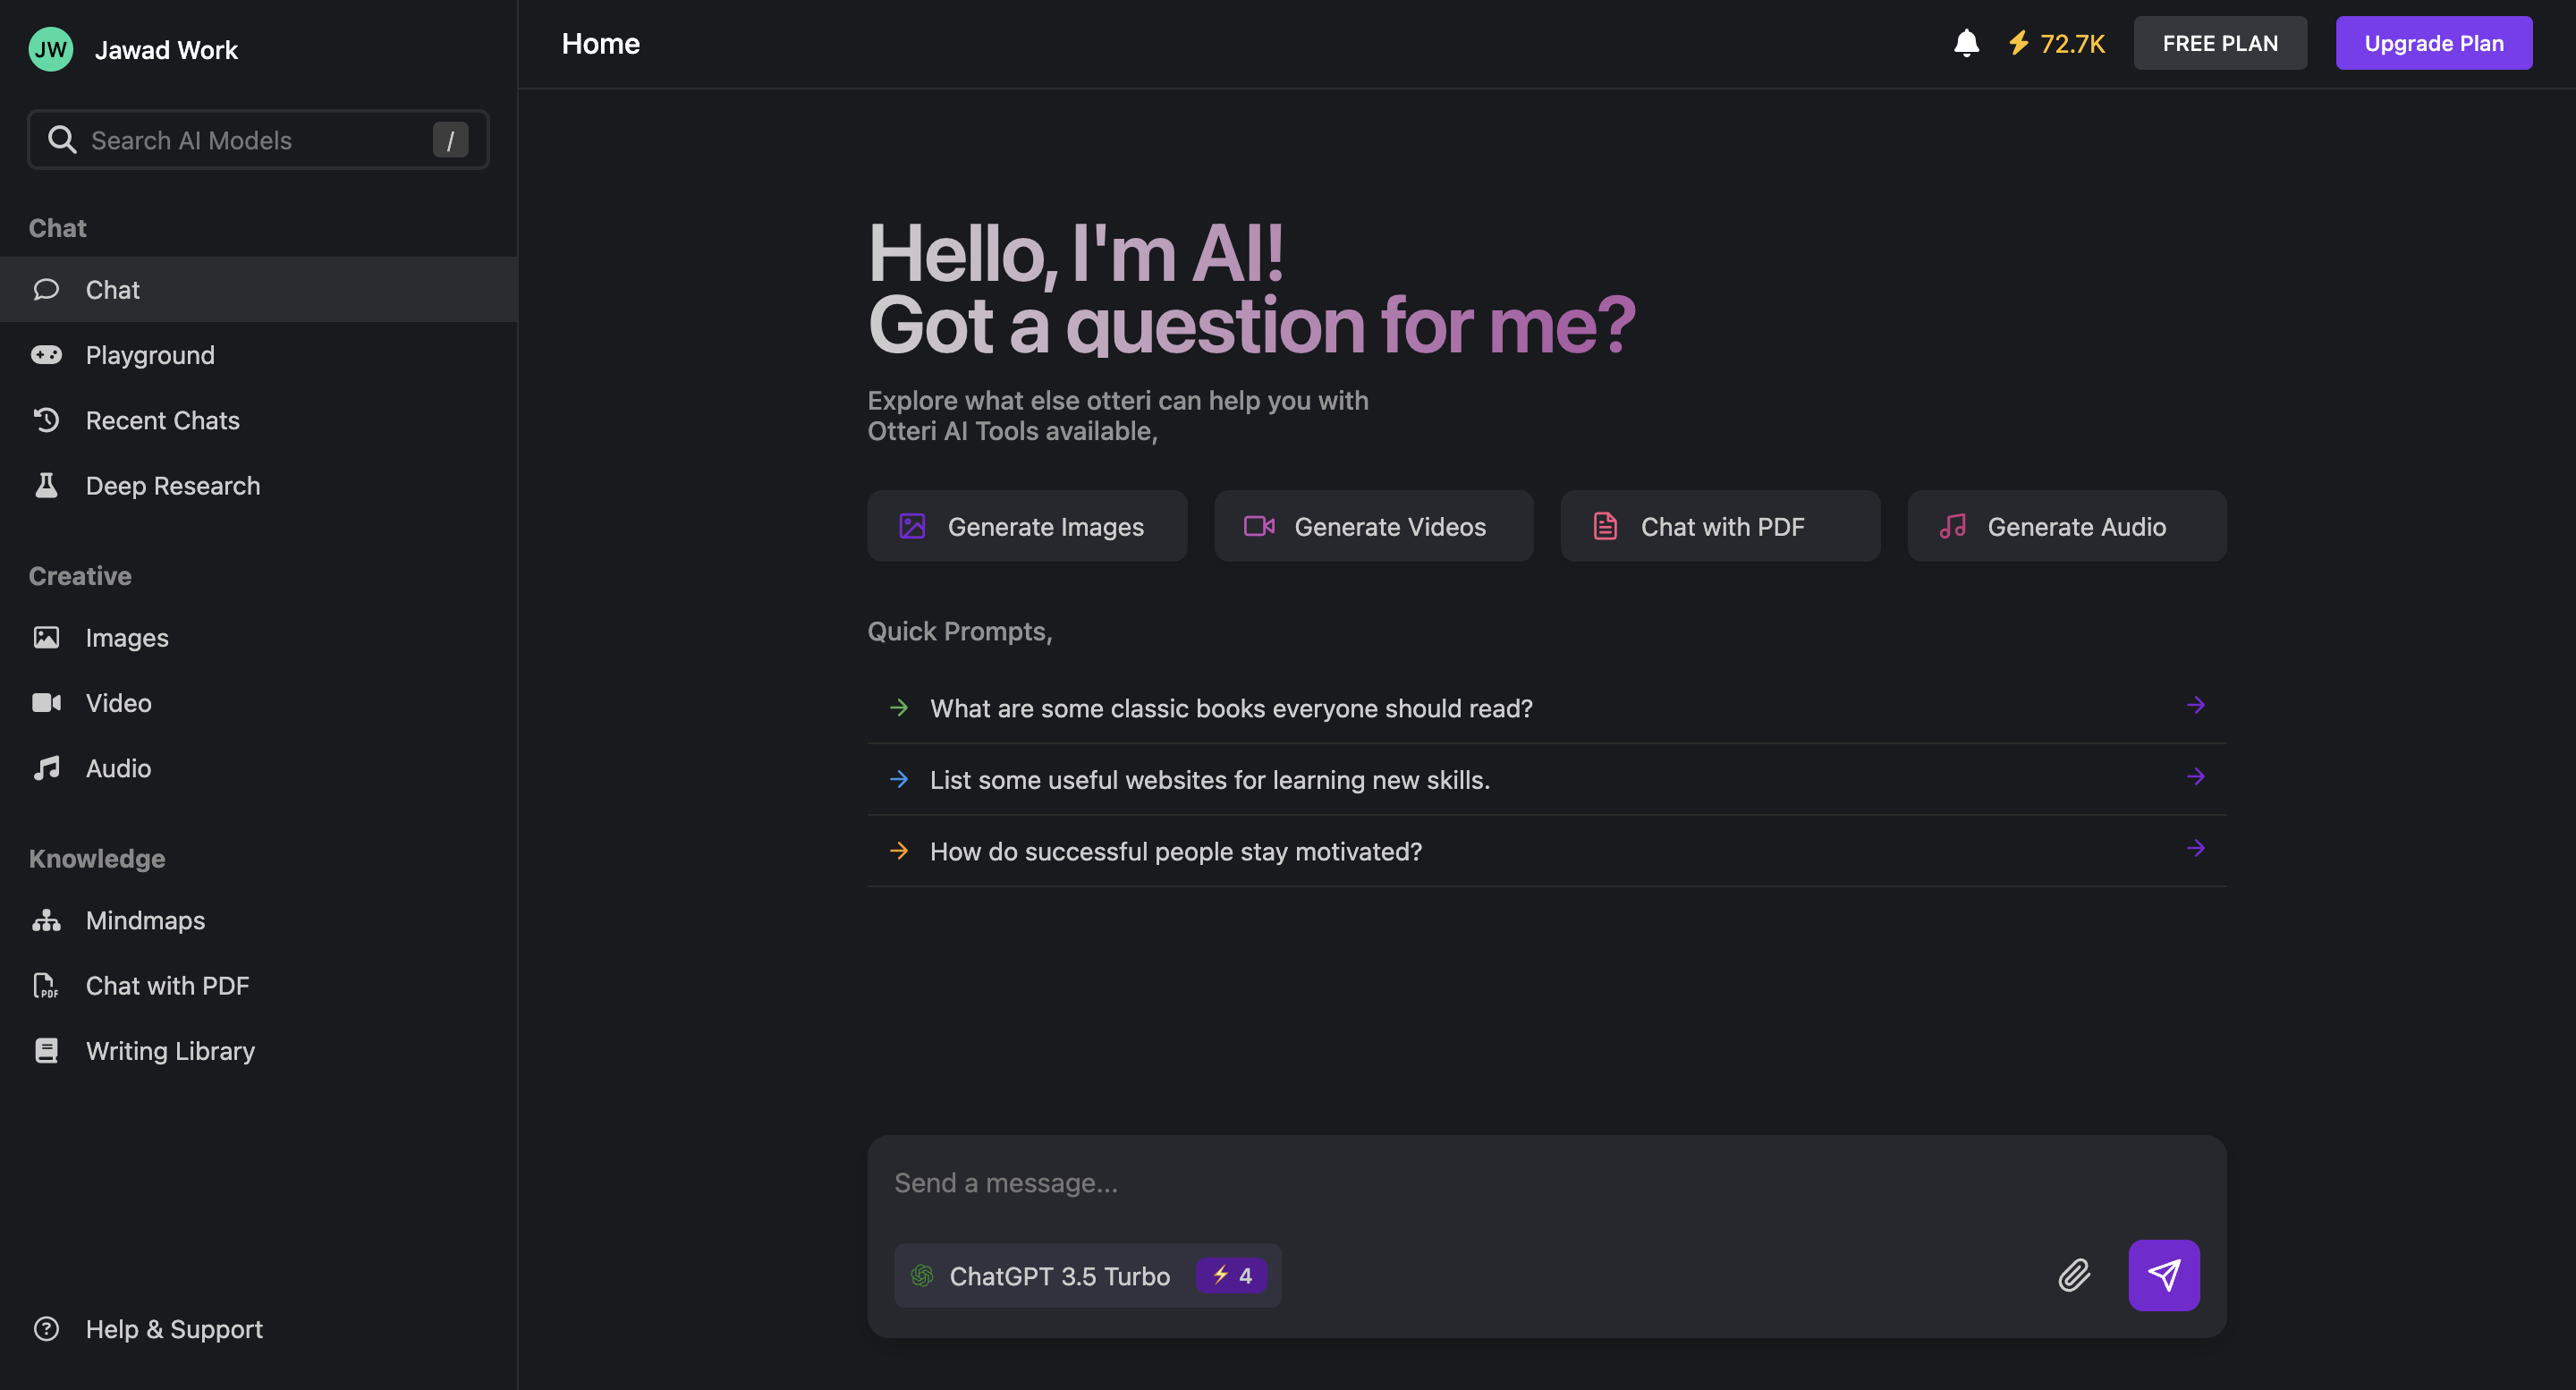 JW
Jawad Work
Search AI Models
/
Chat
Chat
Playground
Recent Chats
Deep Research
Creative
Images
Video
Audio
Knowledge
Mindmaps
PDF
Chat with PDF
Writing Library
Help & Support
Home
72.7K
FREE PLAN
Upgrade Plan
Hello, I'm AI!
Got a question for me?
Explore what else otteri can help you with
Otteri AI Tools available,
Generate Images
Generate Videos
Chat with PDF
Generate Audio
Quick Prompts,
What are some classic books everyone should read?
List some useful websites for learning new skills.
How do successful people stay motivated?
Send a message...
ChatGPT 3.5 Turbo
4